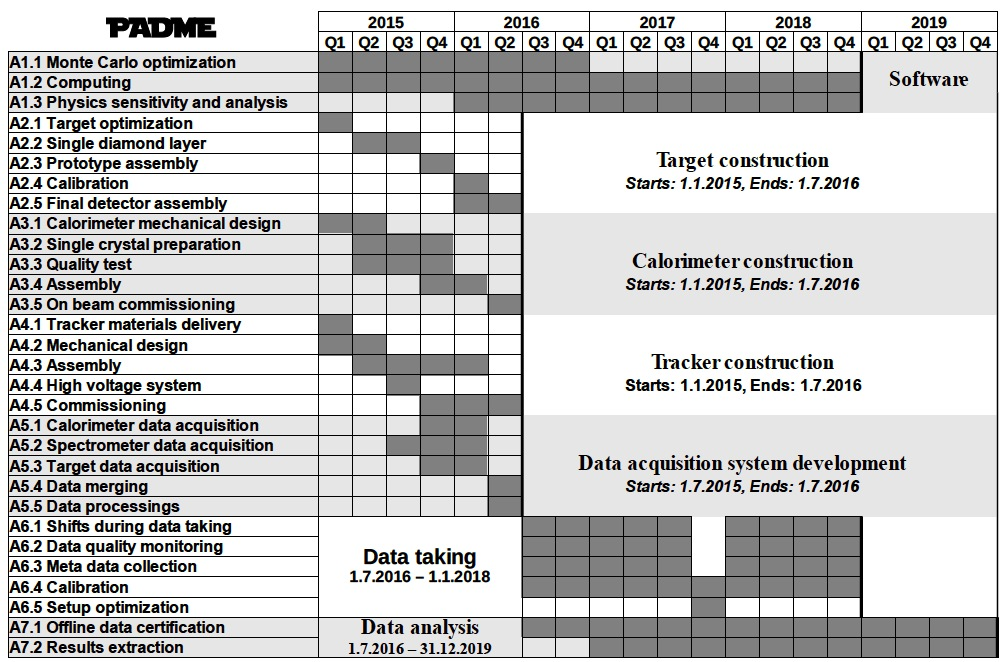 PADME
2015 2016 2017 2018 2019
Q1 Q2 Q3 Q4 Q1 Q2 Q3 Q4 Q1 Q2 Q3 Q4 Q1 Q2 Q3 Q4 Q1 Q2 Q3 Q4
A1.1 Monte Carlo optimization
A1.2 Computing
Software
A1.3 Physics sensitivity and analysis
A2.1 Target optimization
A2.2 Single diamond layer
A2.3 Prototype assembly
A2.4 Calibration
A2.5 Final detector assembly
Target construction
Starts: 1.1.2015, Ends: 1.7.2016
A3.1 Calorimeter mechanical design
A3.2 Single crystal preparation
A3.3 Quality test
A3.4 Assembly
A3.5 On beam commissioning
Calorimeter construction
Starts: 1.1.2015, Ends: 1.7.2016
A4.1 Tracker materials delivery
A4.2 Mechanical design
A4.3 Assembly
A4.4 High voltage system
A4.5 Commissioning
Tracker construction
Starts: 1.1.2015, Ends: 1.7.2016
A5.1 Calorimeter data acquisition
A5.2 Spectrometer data acquisition
A5.3 Target data acquisition
A5.4 Data merging
A5.5 Data processings
Data acquisition system development
Starts: 1.7.2015, Ends: 1.7.2016
A6.1 Shifts during data taking
A6.2 Data quality monitoring
A6.3 Meta data collection
A6.4 Calibration
A6.5 Setup optimization
Data taking
1.7.2016 – 1.1.2018
A7.1 Offline data certification
A7.2 Results extraction
Data analysis
1.7.2016 – 31.12.2019